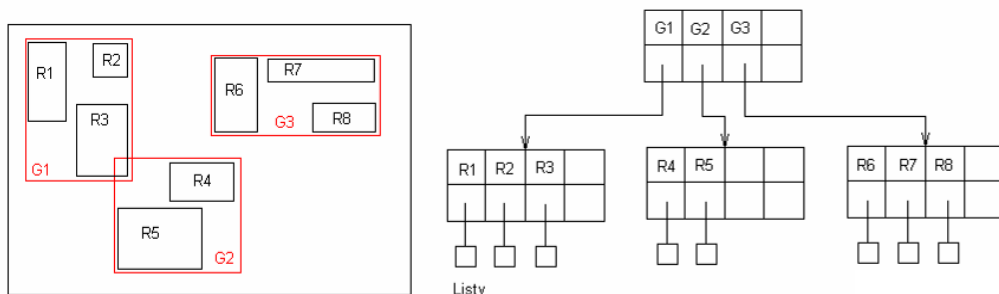 R1
R2
R3
G1
R6
R7
R8
G3
R4
R5
G2
G1 G2 G3
R1 R2 R3
R4 R5
R6 R7 R8
Listy